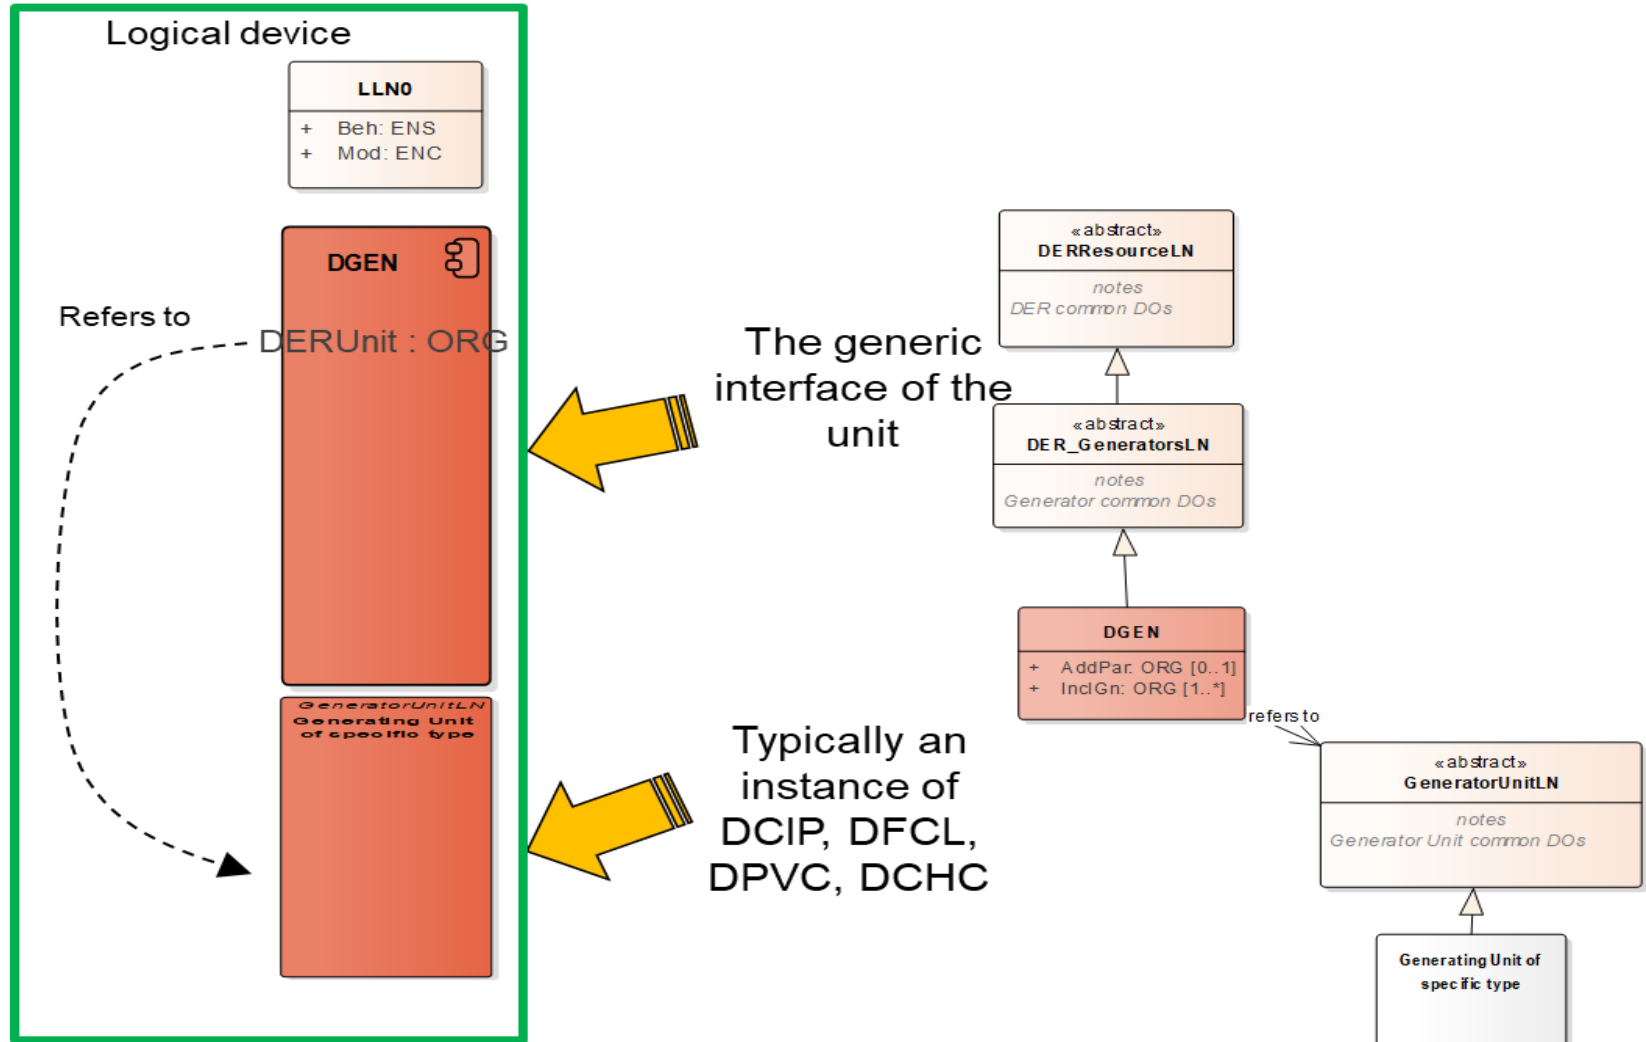 Logical device
LLN0
+ Beh: ENS
+ Mod: ENC
DGEN
Refers to
DERUnit : ORG
GeneratorUnitLN
Generating Unit
of specific type
The generic
interface of the
unit
Typically an
instance of
DCIP, DFCL,
DPVC, DCHC
«abstract»
DERResourceLN
notes
DER common DOs
«abstract»
DER_GeneratorsLN
notes
Generator common DOs
DGEN
+ AddPar: ORG [0..1]
+ InclGn: ORG [1..*]
refers to
«abstract»
GeneratorUnitLN
notes
Generator Unit common DOs
Generating Unit of
specific type